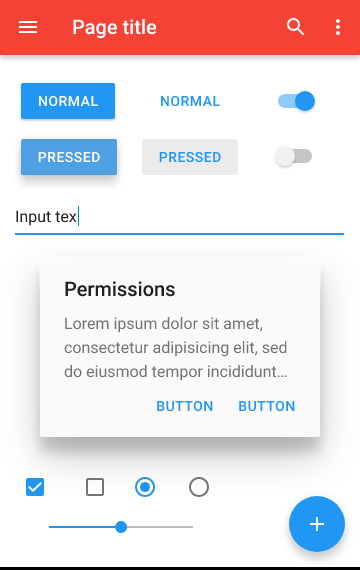 Page title
NORMAL NORMAL
PRESSED PRESSED
Input tex
Permissions
Lorem ipsum dolor sit amet,
consectetur adipisicing elit, sed
do eiusmod tempor incididunt…
BUTTON BUTTON